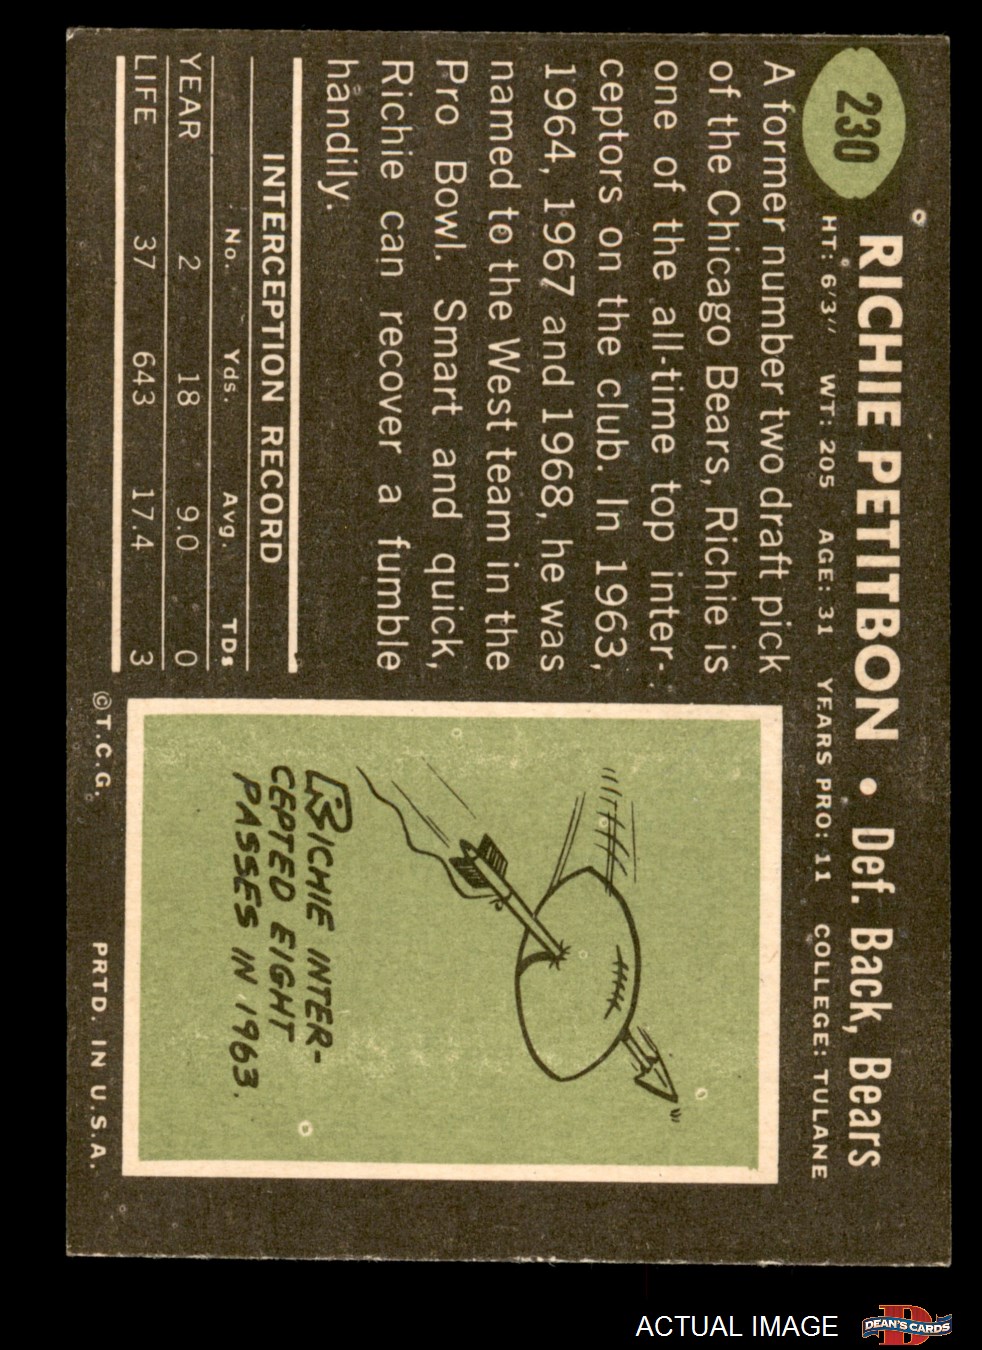 230
RICHIE PETITBON • Def. Back, Bears
HT: 6'3" WT: 205 AGE: 31 YEARS PRO: 11 COLLEGE: TULANE
A former number two draft pick
of the Chicago Bears, Richie is
one of the all-time top inter-
ceptors on the club. In 1963,
1964, 1967 and 1968, he was
named to the West team in the
Pro Bowl. Smart and quick,
Richie can recover a fumble
handily.
INTERCEPTION RECORD
No. Yds. Avg. TDs
YEAR 2 18 9.0 0
LIFE 37 643 17.4 3
RICHIE INTER-
CEPTED EIGHT
PASSES IN 1963.
©T.C.G. PRTD. IN U.S.A.
ACTUAL IMAGE
D
DEAN'S CARDS